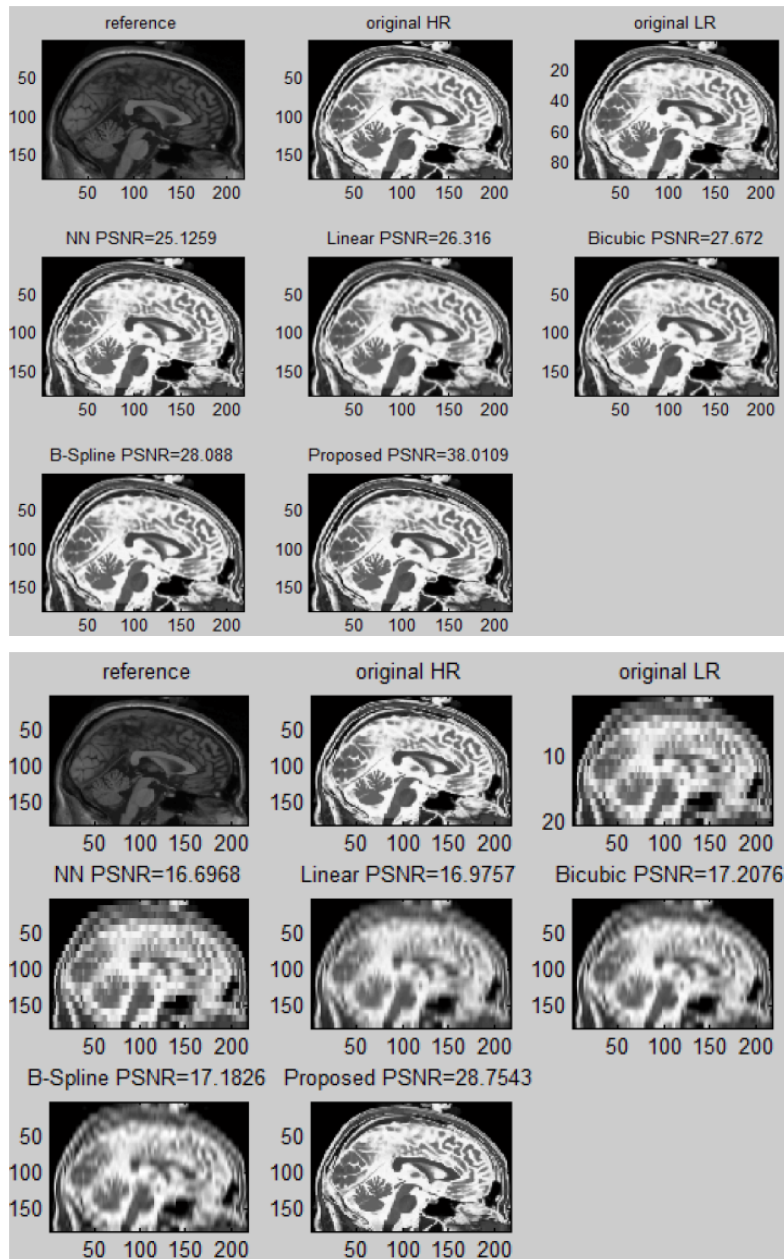 reference original HR original LR
50 50 20
40
100 100 60
150 150 80
50 100 150 200 50 100 150 200 50 100 150 200
NN PSNR=25.1259 Linear PSNR=26.316 Bicubic PSNR=27.672
50 50 50
100 100 100
150 150 150
50 100 150 200 50 100 150 200 50 100 150 200
B-Spline PSNR=28.088 Proposed PSNR=38.0109
50 50
100 100
150 150
50 100 150 200 50 100 150 200
reference original HR original LR
50 50
100 100 10
150 150 20
50 100 150 200 50 100 150 200 50 100 150 200
NN PSNR=16.6968 Linear PSNR=16.9757 Bicubic PSNR=17.2076
50 50 50
100 100 100
150 150 150
50 100 150 200 50 100 150 200 50 100 150 200
B-Spline PSNR=17.1826 Proposed PSNR=28.7543
50 50
100 100
150 150
50 100 150 200 50 100 150 200